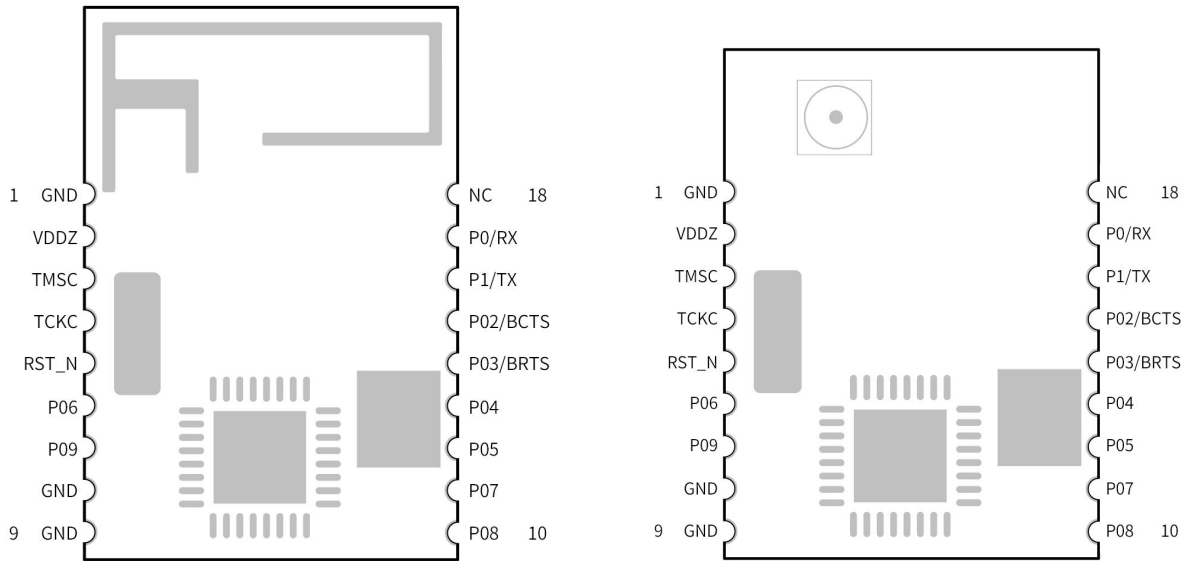 1 GND NC 18 1 GND NC 18
VDDZ P0/RX VDDZ P0/RX
TMSC P1/TX TMSC P1/TX
TCKC P02/BCTS TCKC P02/BCTS
RST_N P03/BRTS RST_N P03/BRTS
P06 P04 P06 P04
P09 P05 P09 P05
GND P07 GND P07
9 GND P08 10 9 GND P08 10